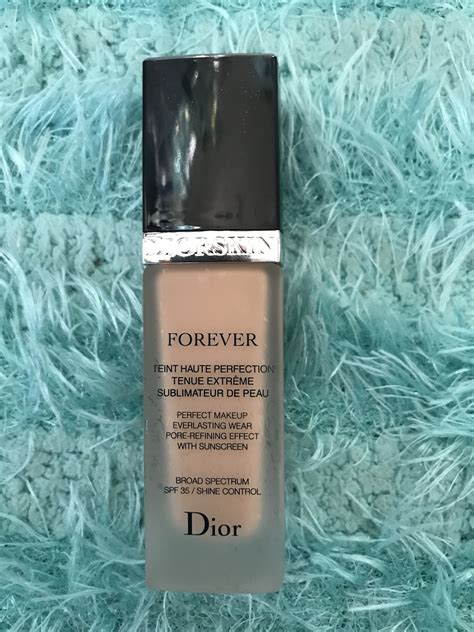 DIORSKIN
FOREVER
TEINT HAUTE PERFECTION
TENUE EXTRÊME
SUBLIMATEUR DE PEAU
PERFECT MAKEUP
EVERLASTING WEAR
PORE-REFINING EFFECT
WITH SUNSCREEN
BROAD SPECTRUM
SPF 35 / SHINE CONTROL
Dior